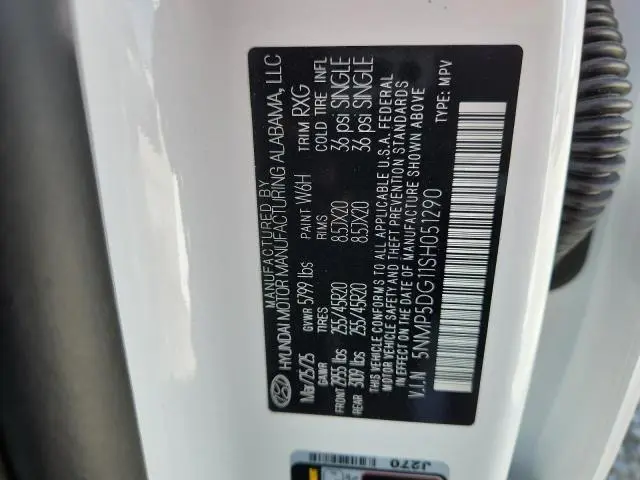 MANUFACTURED BY
HYUNDAI MOTOR MANUFACTURING ALABAMA, LLC
Mar/25/25 GVWR 5799 lbs PAINT W6H TRIM RXG
GAWR TIRES RIMS COLD TIRE INFL
FRONT 2955 lbs 255/45R20 8.5JX20 36 psi SINGLE
REAR 3109 lbs 255/45R20 8.5JX20 36 psi SINGLE
THIS VEHICLE CONFORMS TO ALL APPLICABLE U.S.A. FEDERAL
MOTOR VEHICLE SAFETY AND THEFT PREVENTION STANDARDS
IN EFFECT ON THE DATE OF MANUFACTURE SHOWN ABOVE
V.I.N 5NMP5DG11SH051290 TYPE: MPV
J270